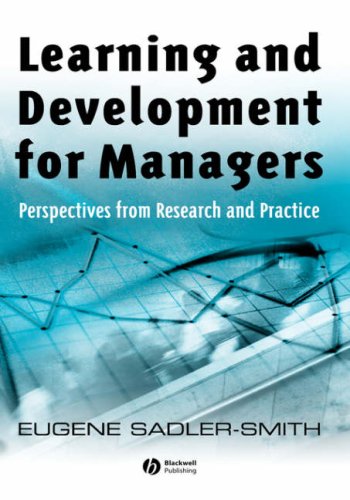 Learning and
Development
for Managers
Perspectives from Research and Practice
EUGENE SADLER-SMITH
Blackwell
Publishing